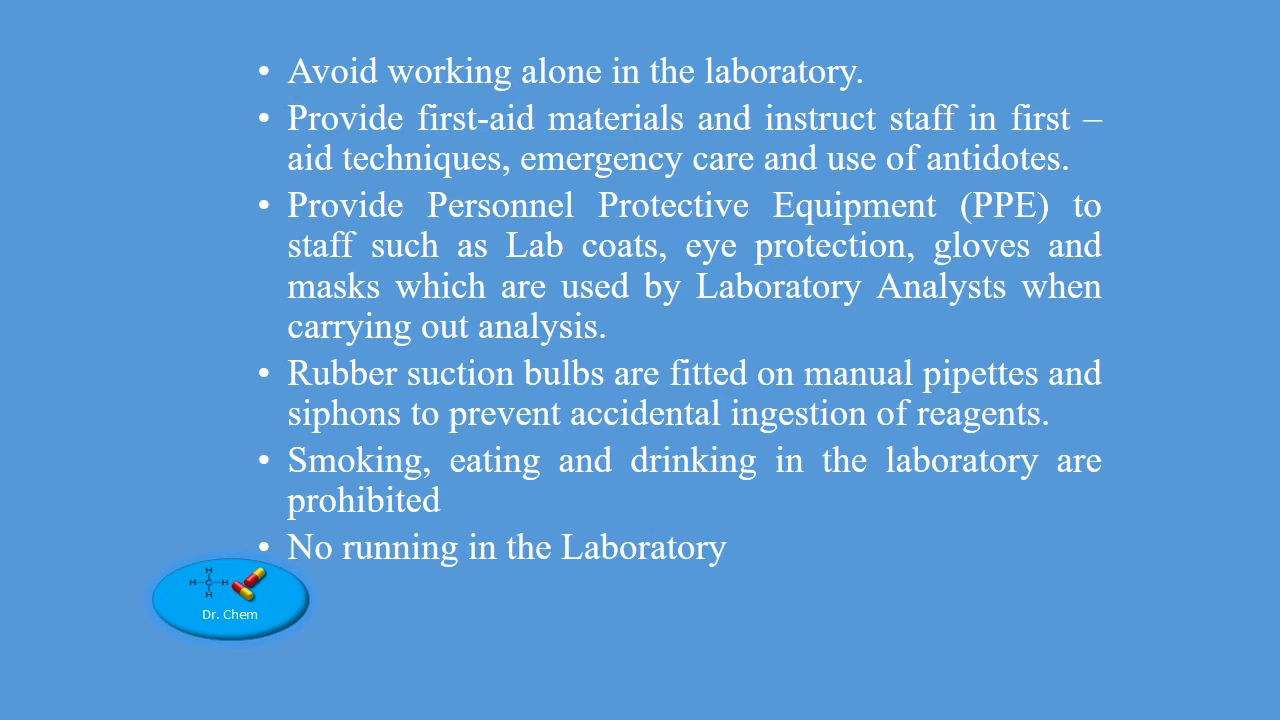 • Avoid working alone in the laboratory.
• Provide first-aid materials and instruct staff in first –
aid techniques, emergency care and use of antidotes.
• Provide Personnel Protective Equipment (PPE) to
staff such as Lab coats, eye protection, gloves and
masks which are used by Laboratory Analysts when
carrying out analysis.
• Rubber suction bulbs are fitted on manual pipettes and
siphons to prevent accidental ingestion of reagents.
• Smoking, eating and drinking in the laboratory are
prohibited
• No running in the Laboratory
H
H C H
H
Dr. Chem